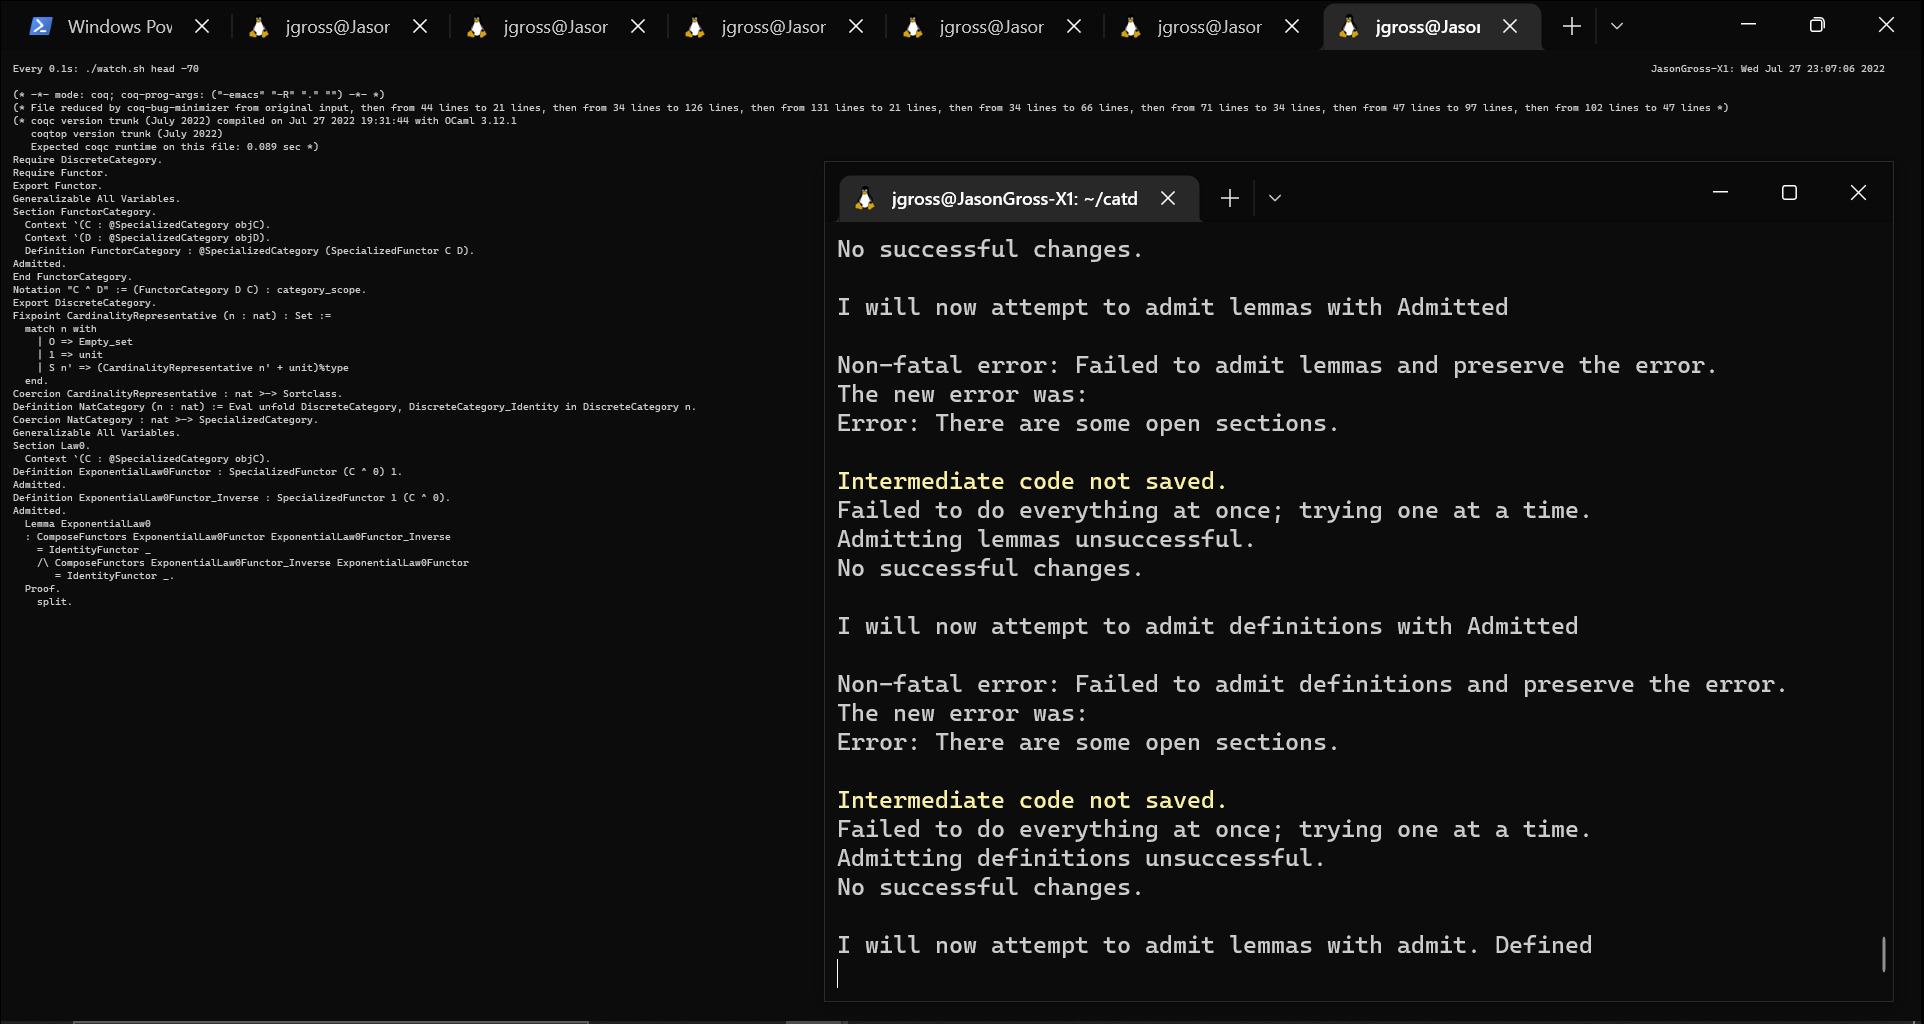 Windows Pow
jgross@Jason
jgross@Jason
jgross@Jason
jgross@Jason
jgross@Jason
jgross@Jason
Every 0.1s: ./watch.sh head -70
JasonGross-X1: Wed Jul 27 23:07:06 2022
(* -*- mode: coq; coq-prog-args: ("-emacs" "-R" "." "") -*- *)
(* File reduced by coq-bug-minimizer from original input, then from 44 lines to 21 lines, then from 34 lines to 126 lines, then from 131 lines to 21 lines, then from 34 lines to 66 lines, then from 71 lines to 34 lines, then from 47 lines to 97 lines, then from 102 lines to 47 lines *)
(* coqc version trunk (July 2022) compiled on Jul 27 2022 19:31:44 with OCaml 3.12.1
   coqtop version trunk (July 2022)
   Expected coqc runtime on this file: 0.089 sec *)
Require DiscreteCategory.
Require Functor.
Export Functor.
Generalizable All Variables.
Section FunctorCategory.
  Context `(C : @SpecializedCategory objC).
  Context `(D : @SpecializedCategory objD).
  Definition FunctorCategory : @SpecializedCategory (SpecializedFunctor C D).
Admitted.
End FunctorCategory.
Notation "C ^ D" := (FunctorCategory D C) : category_scope.
Export DiscreteCategory.
Fixpoint CardinalityRepresentative (n : nat) : Set :=
  match n with
    | O => Empty_set
    | 1 => unit
    | S n' => (CardinalityRepresentative n' + unit)%type
  end.
Coercion CardinalityRepresentative : nat >-> Sortclass.
Definition NatCategory (n : nat) := Eval unfold DiscreteCategory, DiscreteCategory_Identity in DiscreteCategory n.
Coercion NatCategory : nat >-> SpecializedCategory.
Generalizable All Variables.
Section Law0.
  Context `(C : @SpecializedCategory objC).
Definition ExponentialLaw0Functor : SpecializedFunctor (C ^ 0) 1.
Admitted.
Definition ExponentialLaw0Functor_Inverse : SpecializedFunctor 1 (C ^ 0).
Admitted.
  Lemma ExponentialLaw0
  : ComposeFunctors ExponentialLaw0Functor ExponentialLaw0Functor_Inverse
    = IdentityFunctor _
    /\ ComposeFunctors ExponentialLaw0Functor_Inverse ExponentialLaw0Functor
       = IdentityFunctor _.
  Proof.
    split.
jgross@JasonGross-X1: ~/catd
No successful changes.
I will now attempt to admit lemmas with Admitted
Non-fatal error: Failed to admit lemmas and preserve the error.
The new error was:
Error: There are some open sections.
Intermediate code not saved.
Failed to do everything at once; trying one at a time.
Admitting lemmas unsuccessful.
No successful changes.
I will now attempt to admit definitions with Admitted
Non-fatal error: Failed to admit definitions and preserve the error.
The new error was:
Error: There are some open sections.
Intermediate code not saved.
Failed to do everything at once; trying one at a time.
Admitting definitions unsuccessful.
No successful changes.
I will now attempt to admit lemmas with admit. Defined